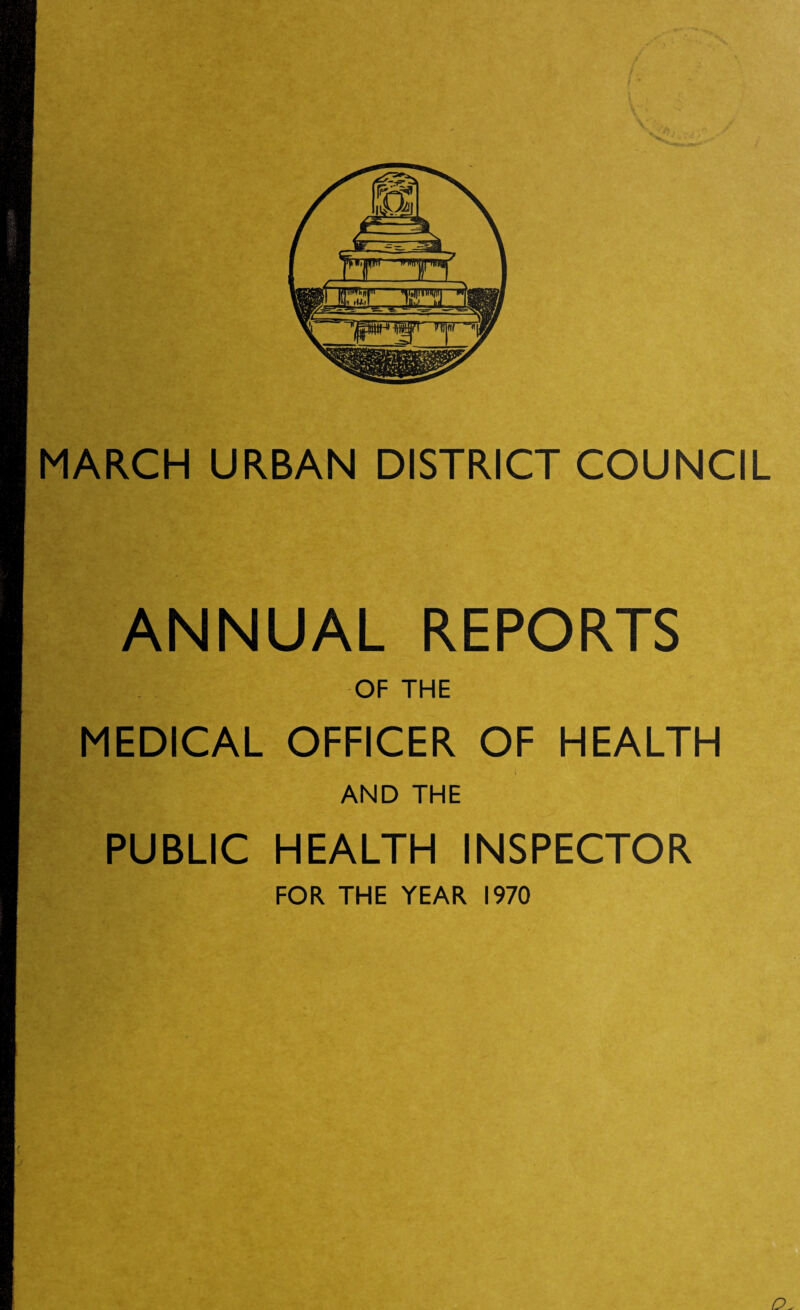 MARCH URBAN DISTRICT COUNCIL
ANNUAL REPORTS
OF THE
MEDICAL OFFICER OF HEALTH
AND THE
PUBLIC HEALTH INSPECTOR
FOR THE YEAR 1970